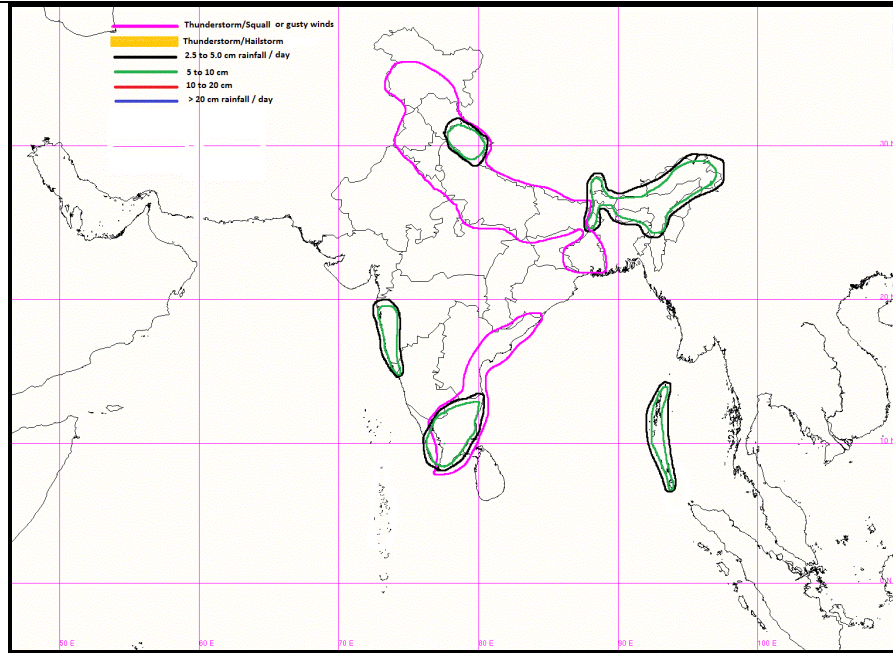 Thunderstorm/Squall or gusty winds
Thunderstorm/Hailstorm
2.5 to 5.0 cm rainfall / day
5 to 10 cm
10 to 20 cm
> 20 cm rainfall / day
30 N
20 N
10 N
0 N
50 E
60 E
70 E
80 E
90 E
100 E